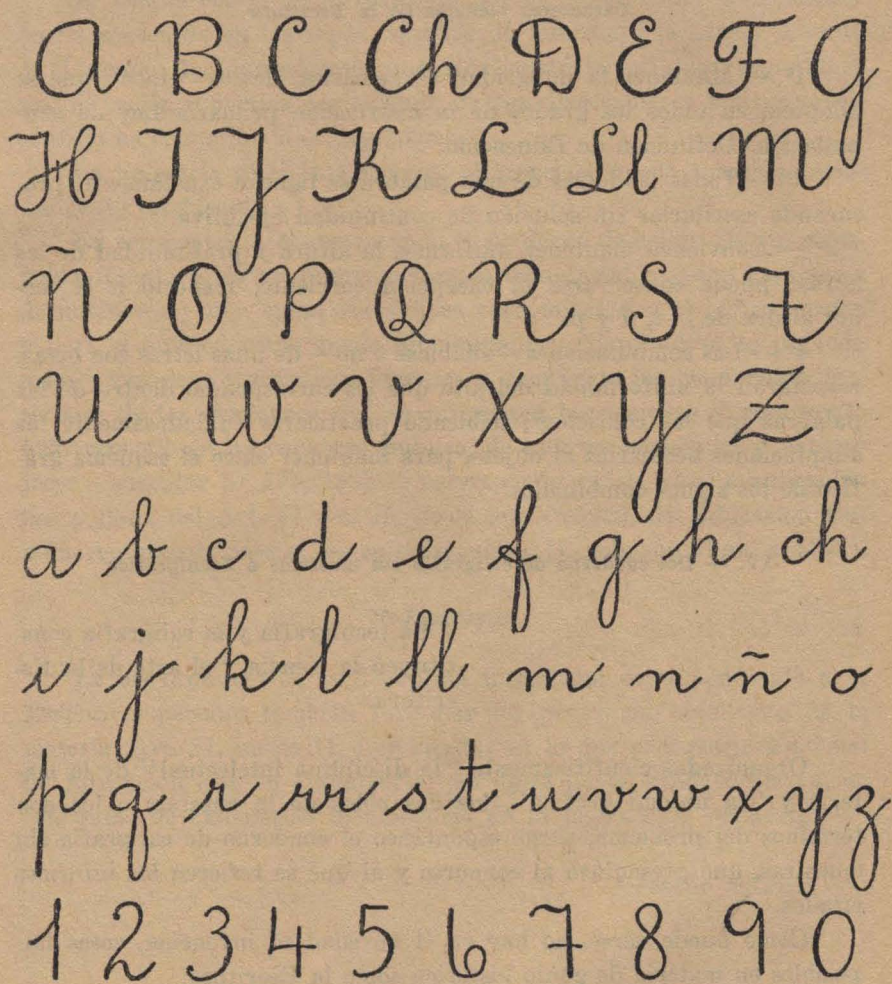 A B C Ch D E F G
H I J K L Ll M
Ñ O P Q R S T
U W V X Y Z
a b c d e f g h ch
i j k l ll m n ñ o
p q r rr s t u v w x y z
1 2 3 4 5 6 7 8 9 0